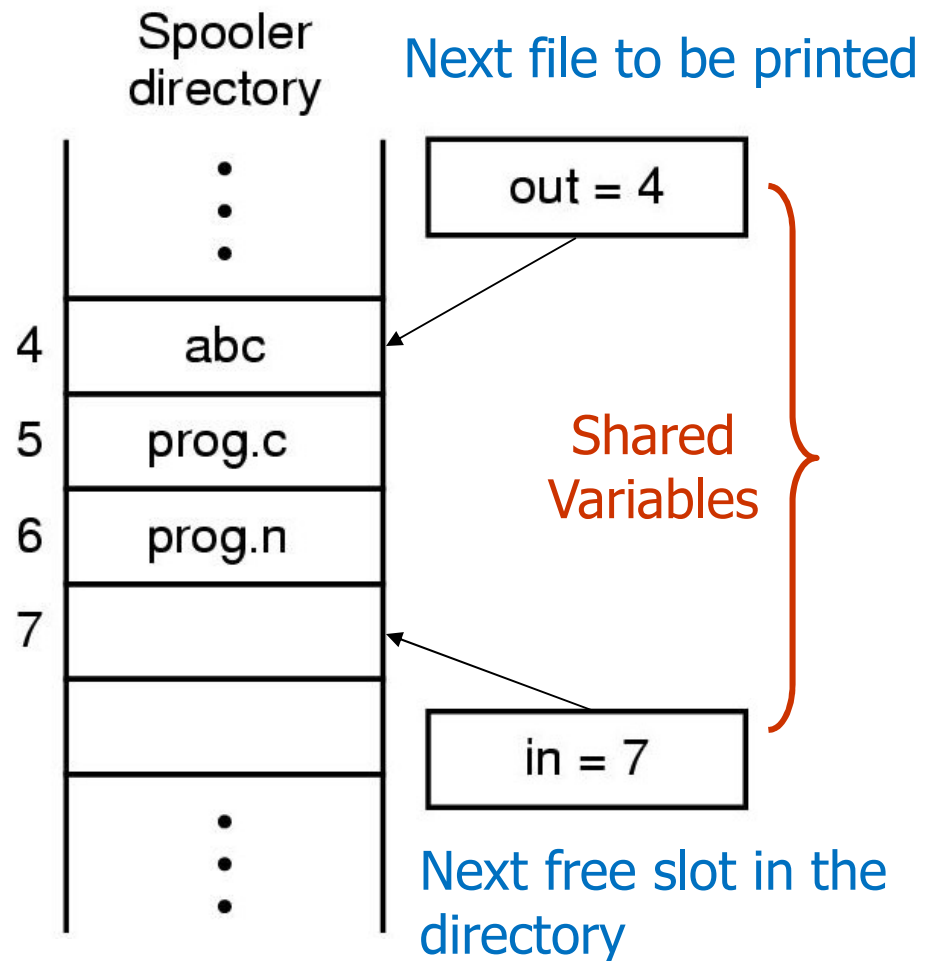 Spooler
directory
Next file to be printed
out = 4
4
abc
5
prog.c
6
prog.n
7
Shared
Variables
in = 7
Next free slot in the
directory